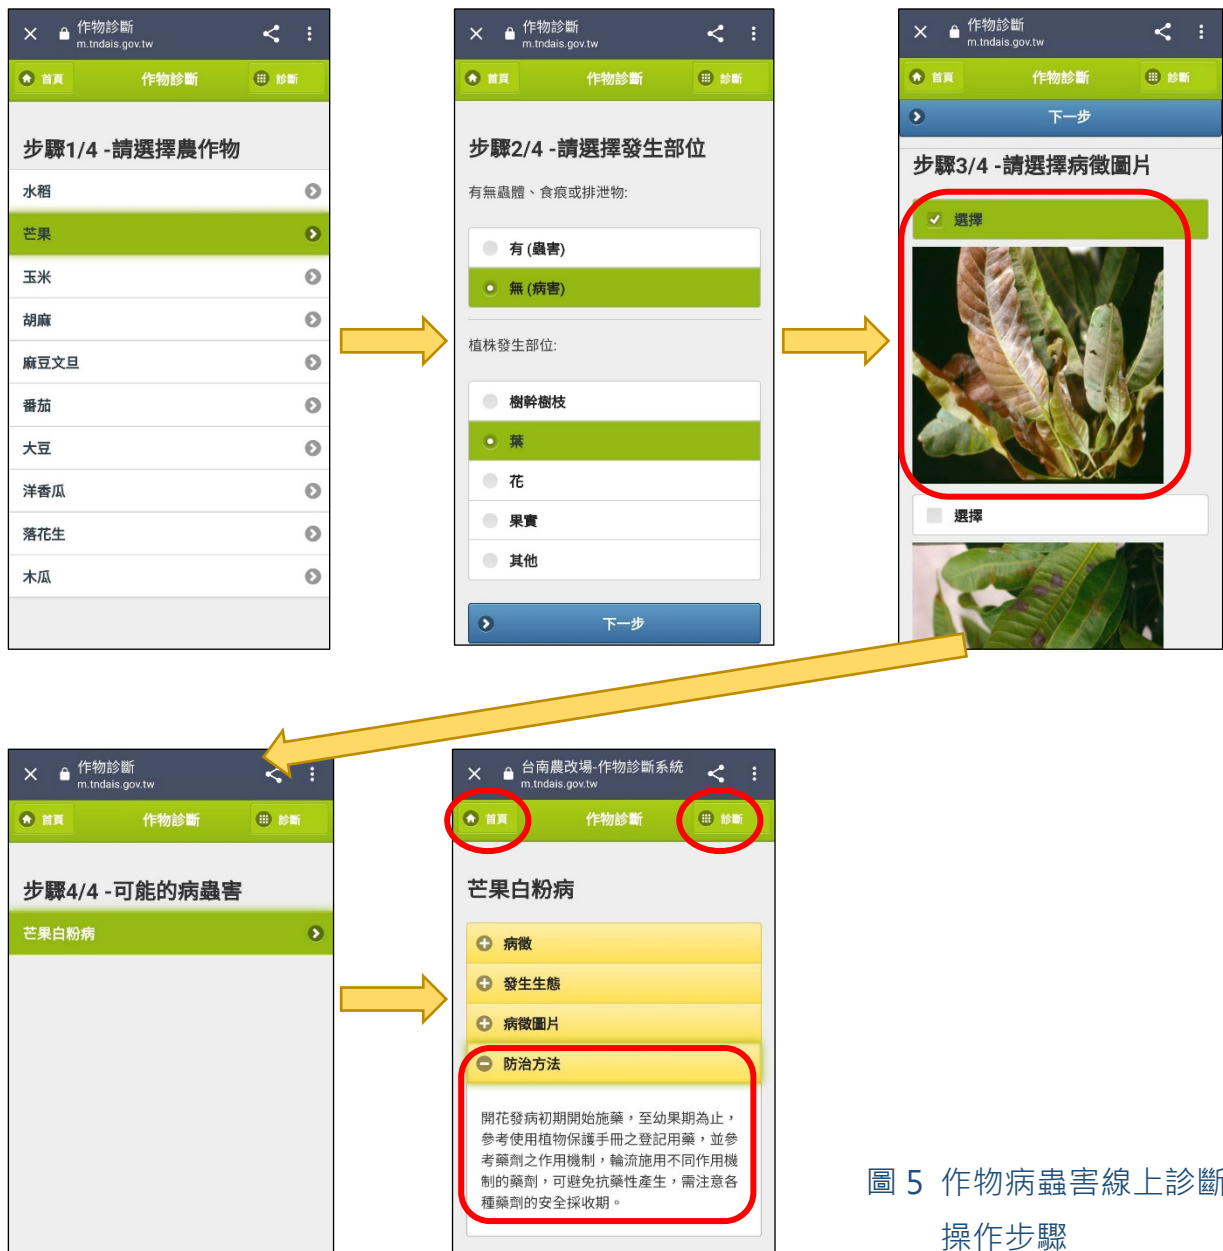 作物診斷
m.tndais.gov.tw
首頁
作物診斷
診斷
步驟1/4 -請選擇農作物
水稻
芒果
玉米
胡麻
麻豆文旦
番茄
大豆
洋香瓜
落花生
木瓜
作物診斷
m.tndais.gov.tw
首頁
作物診斷
診斷
步驟2/4 -請選擇發生部位
有無蟲體、食痕或排泄物:
有 (蟲害)
無 (病害)
植株發生部位:
樹幹樹枝
葉
花
果實
其他
下一步
作物診斷
m.tndais.gov.tw
首頁
作物診斷
診斷
下一步
步驟3/4 -請選擇病徵圖片
選擇
選擇
作物診斷
m.tndais.gov.tw
首頁
作物診斷
診斷
步驟4/4 -可能的病蟲害
芒果白粉病
台南農改場-作物診斷系統
m.tndais.gov.tw
首頁
作物診斷
診斷
芒果白粉病
病徵
發生生態
病徵圖片
防治方法
開花發病初期開始施藥，至幼果期為止，
參考使用植物保護手冊之登記用藥，並參
考藥劑之作用機制，輪流施用不同作用機
制的藥劑，可避免抗藥性產生，需注意各
種藥劑的安全採收期。
圖 5 作物病蟲害線上診斷
操作步驟